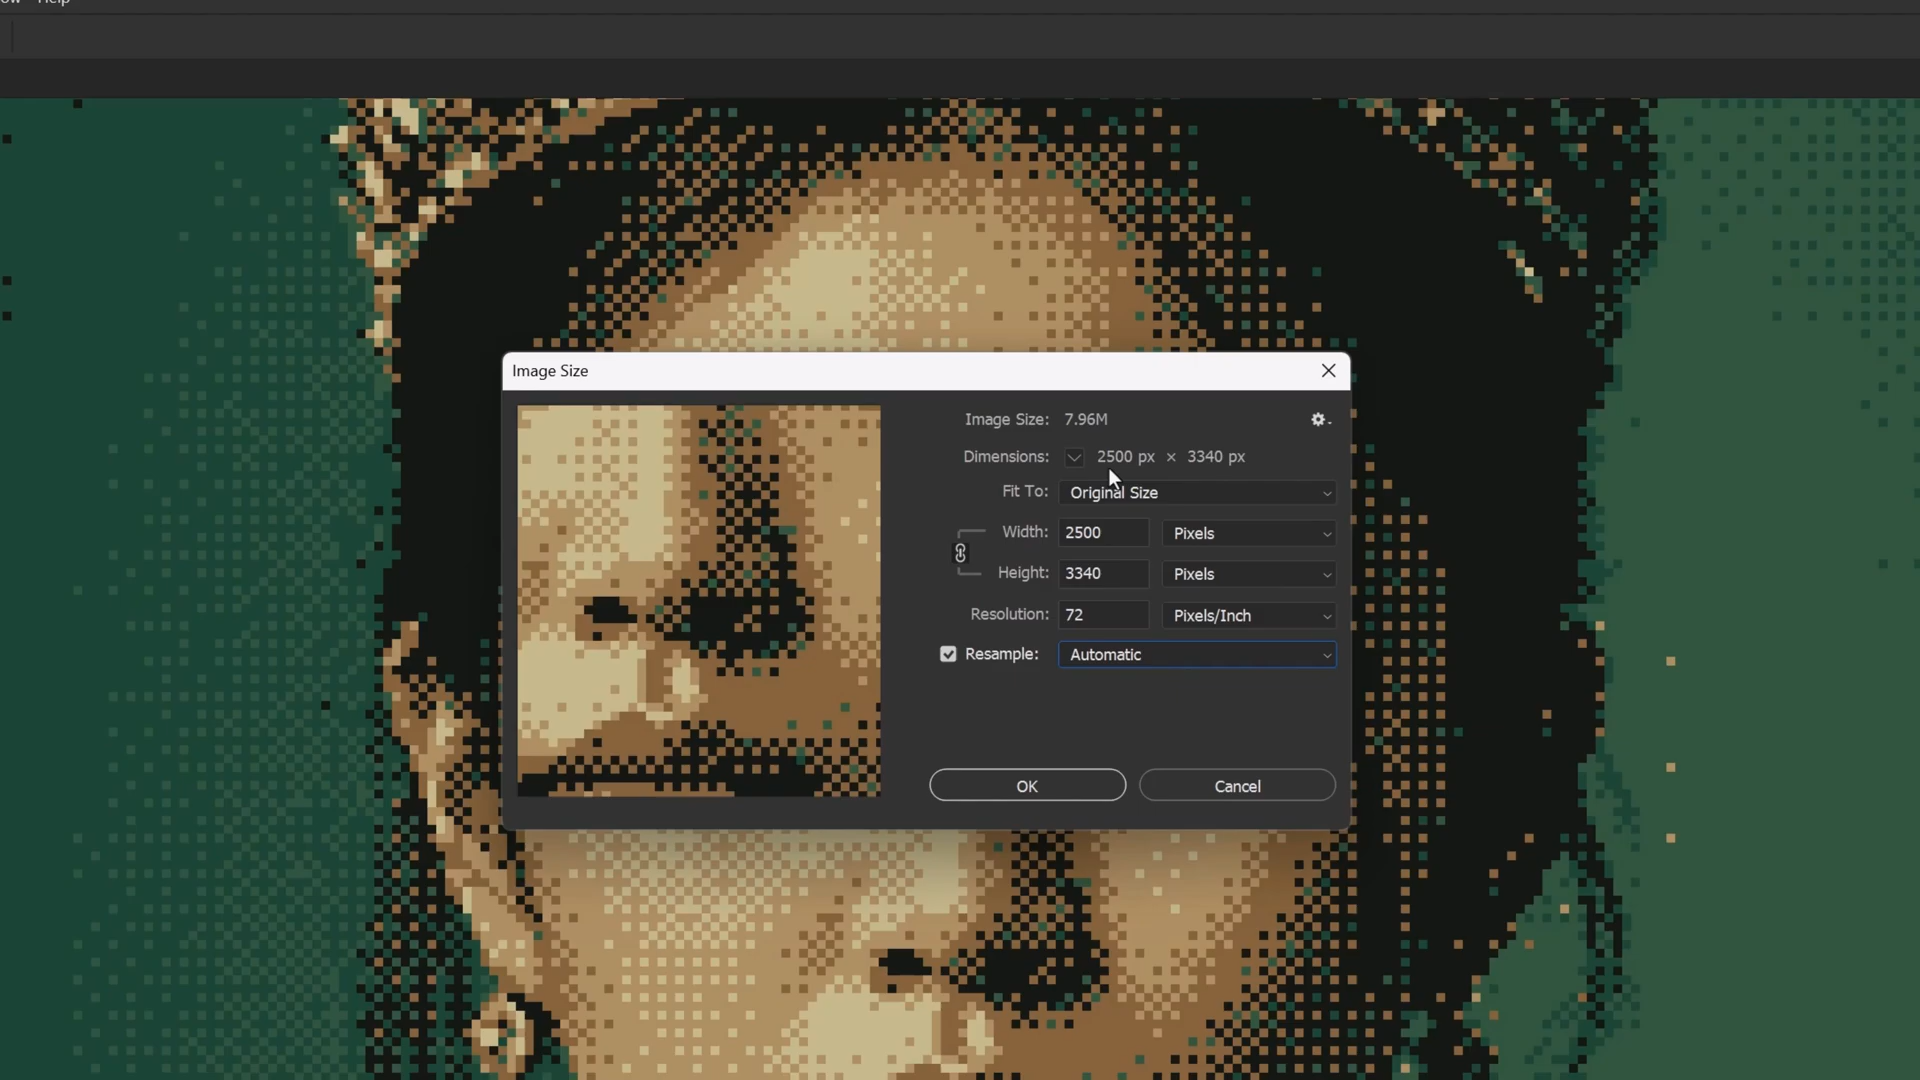 Help
Image Size
Image Size: 7.96M
Dimensions: 2500 px × 3340 px
Fit To: Original Size
Width: 2500 Pixels
Height: 3340 Pixels
Resolution: 72 Pixels/Inch
Resample: Automatic
OK Cancel